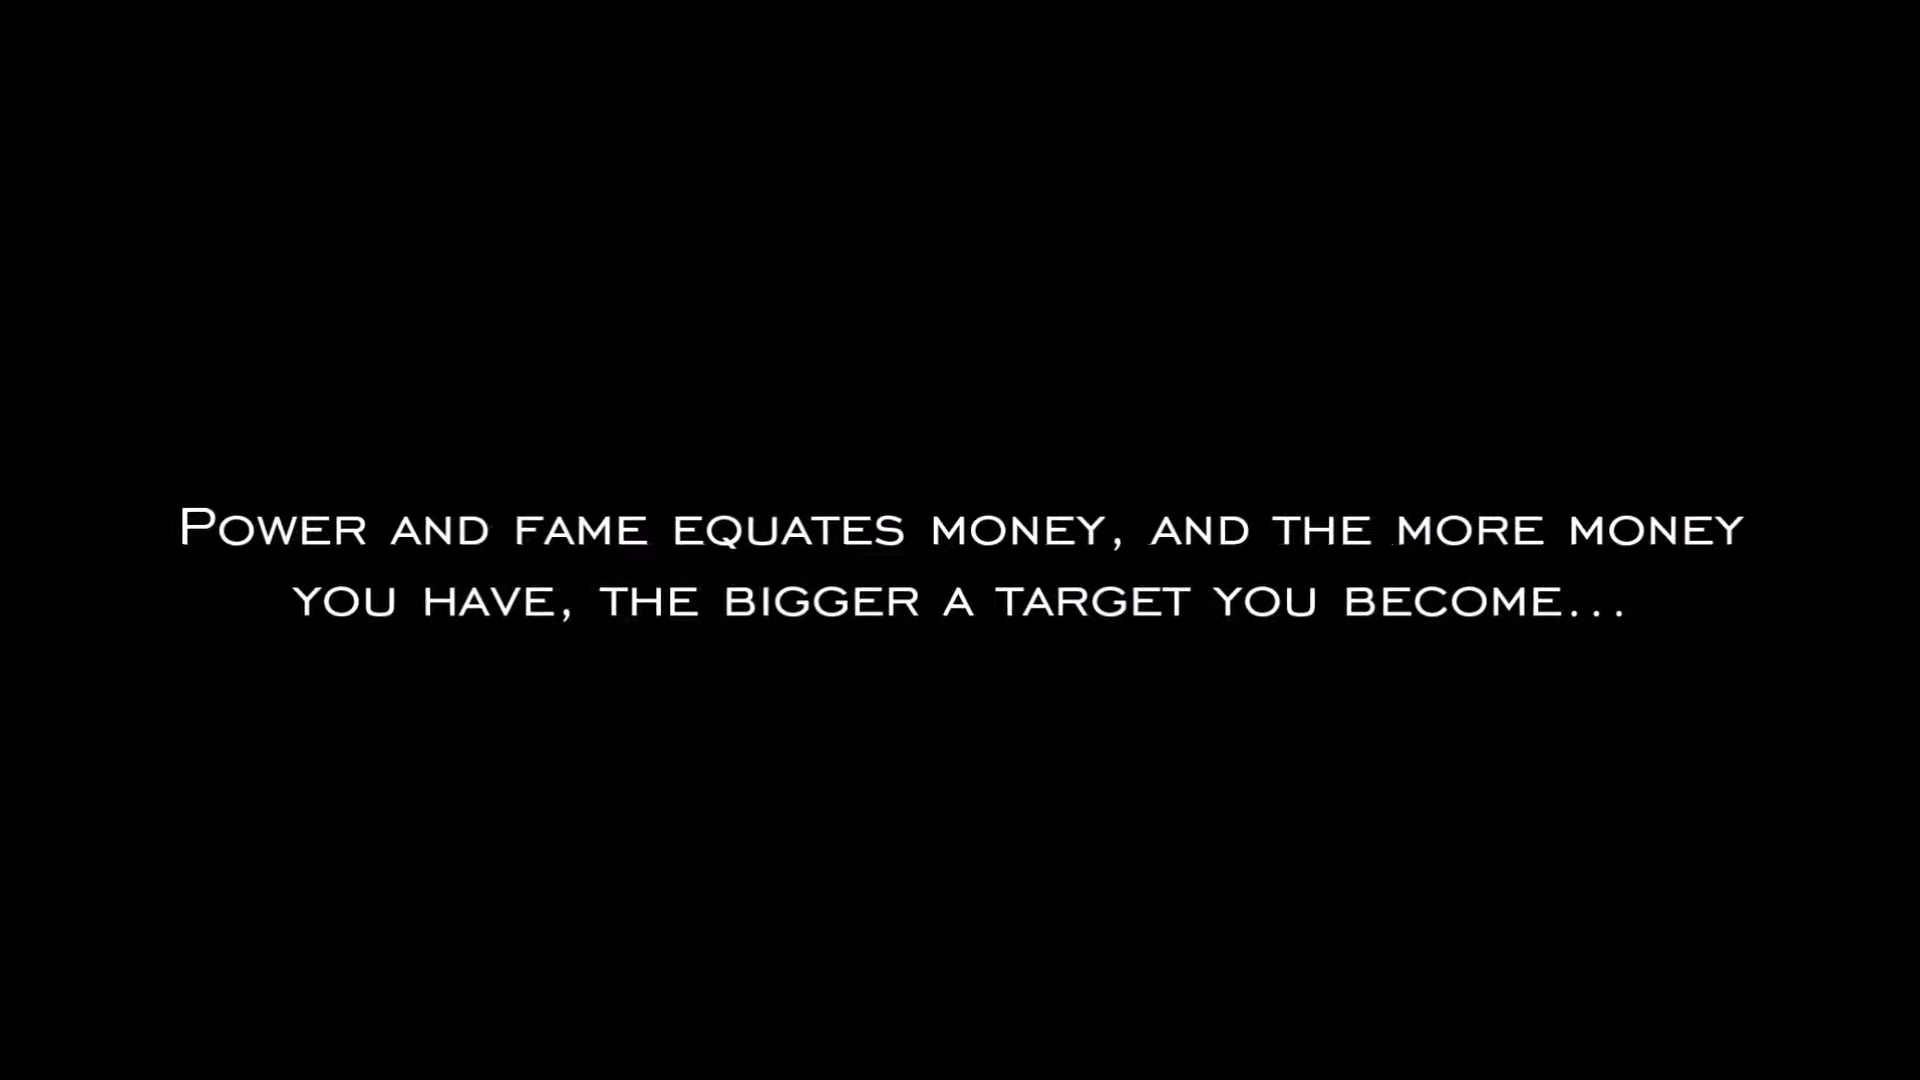 Power and fame equates money, and the more money
you have, the bigger a target you become...